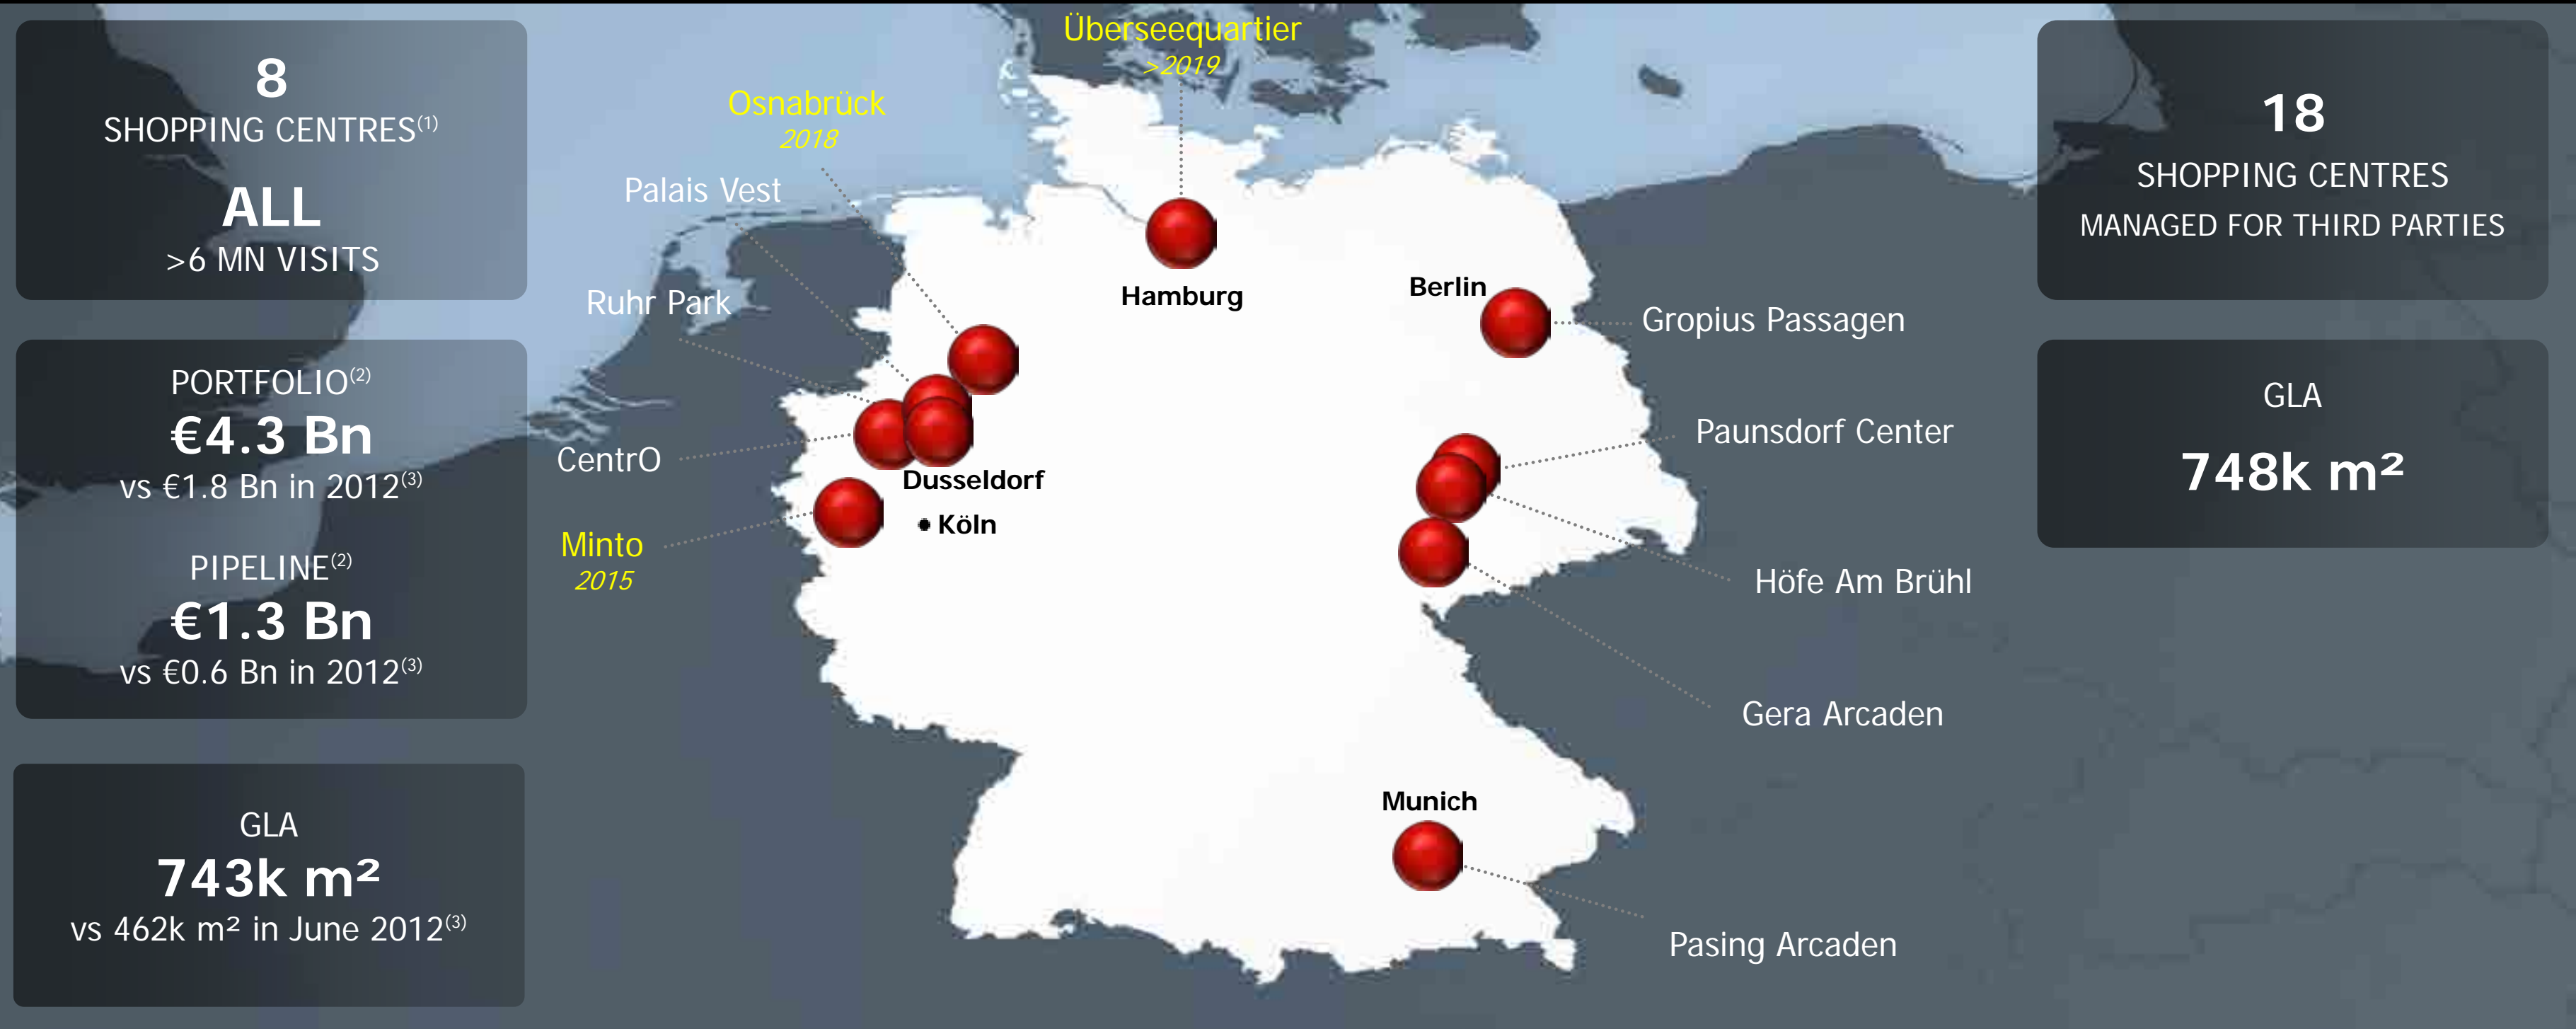 8
SHOPPING CENTRES(1)
ALL
>6 MN VISITS
PORTFOLIO(2)
€4.3 Bn
vs €1.8 Bn in 2012(3)
PIPELINE(2)
€1.3 Bn
vs €0.6 Bn in 2012(3)
GLA
743k m²
vs 462k m² in June 2012(3)
Überseequartier
>2019
Osnabrück
2018
Palais Vest
Ruhr Park
CentrO
Minto
2015
Hamburg
Berlin
Dusseldorf
Köln
Munich
Gropius Passagen
Paunsdorf Center
Höfe Am Brühl
Gera Arcaden
Pasing Arcaden
18
SHOPPING CENTRES
MANAGED FOR THIRD PARTIES
GLA
748k m²